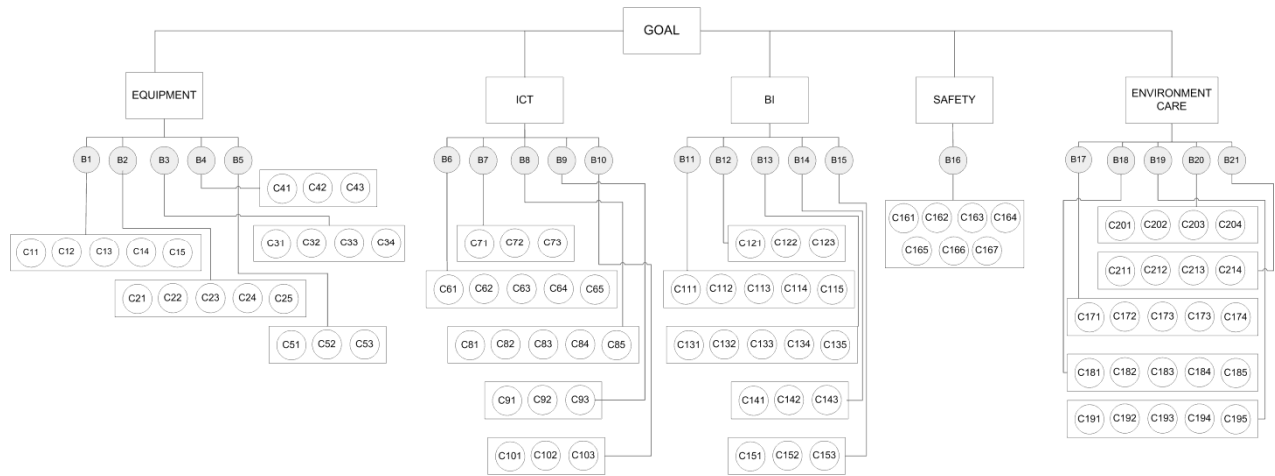 GOAL
EQUIPMENT
ICT
BI
SAFETY
ENVIRONMENT
CARE
B1 B2 B3 B4 B5
B6 B7 B8 B9 B10
B11 B12 B13 B14 B15
B16
B17 B18 B19 B20 B21
C41 C42 C43
C31 C32 C33 C34
C11 C12 C13 C14 C15
C21 C22 C23 C24 C25
C51 C52 C53
C71 C72 C73
C61 C62 C63 C64 C65
C81 C82 C83 C84 C85
C91 C92 C93
C101 C102 C103
C121 C122 C123
C111 C112 C113 C114 C115
C131 C132 C133 C134 C135
C141 C142 C143
C151 C152 C153
C161 C162 C163 C164
C165 C166 C167
C201 C202 C203 C204
C211 C212 C213 C214
C171 C172 C173 C173 C174
C181 C182 C183 C184 C185
C191 C192 C193 C194 C195